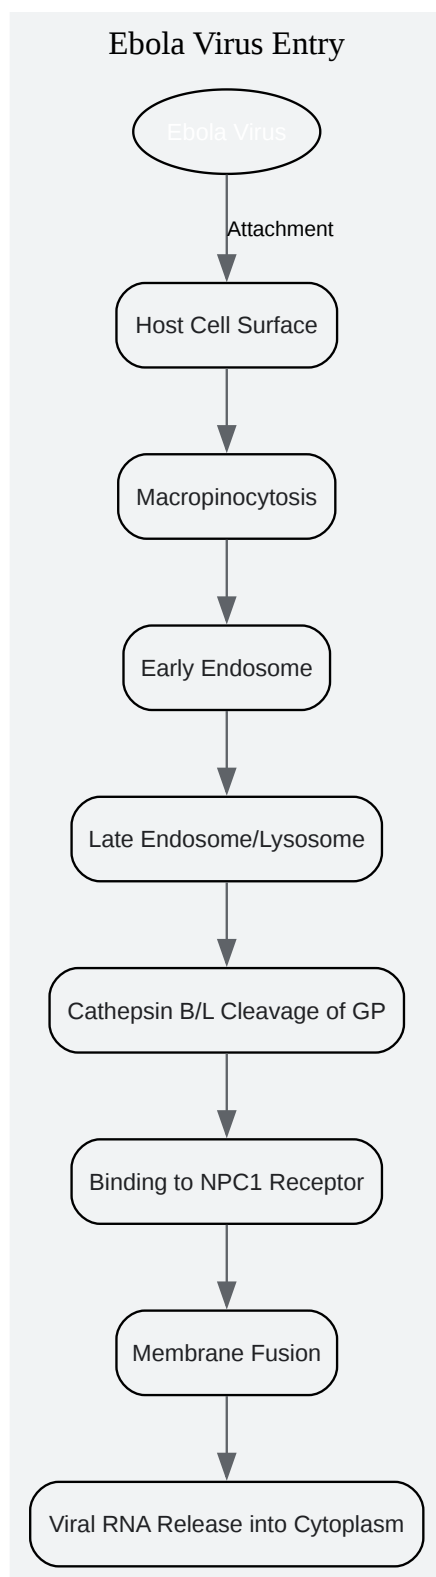 Ebola Virus Entry
Ebola Virus
Attachment
Host Cell Surface
Macropinocytosis
Early Endosome
Late Endosome/Lysosome
Cathepsin B/L Cleavage of GP
Binding to NPC1 Receptor
Membrane Fusion
Viral RNA Release into Cytoplasm